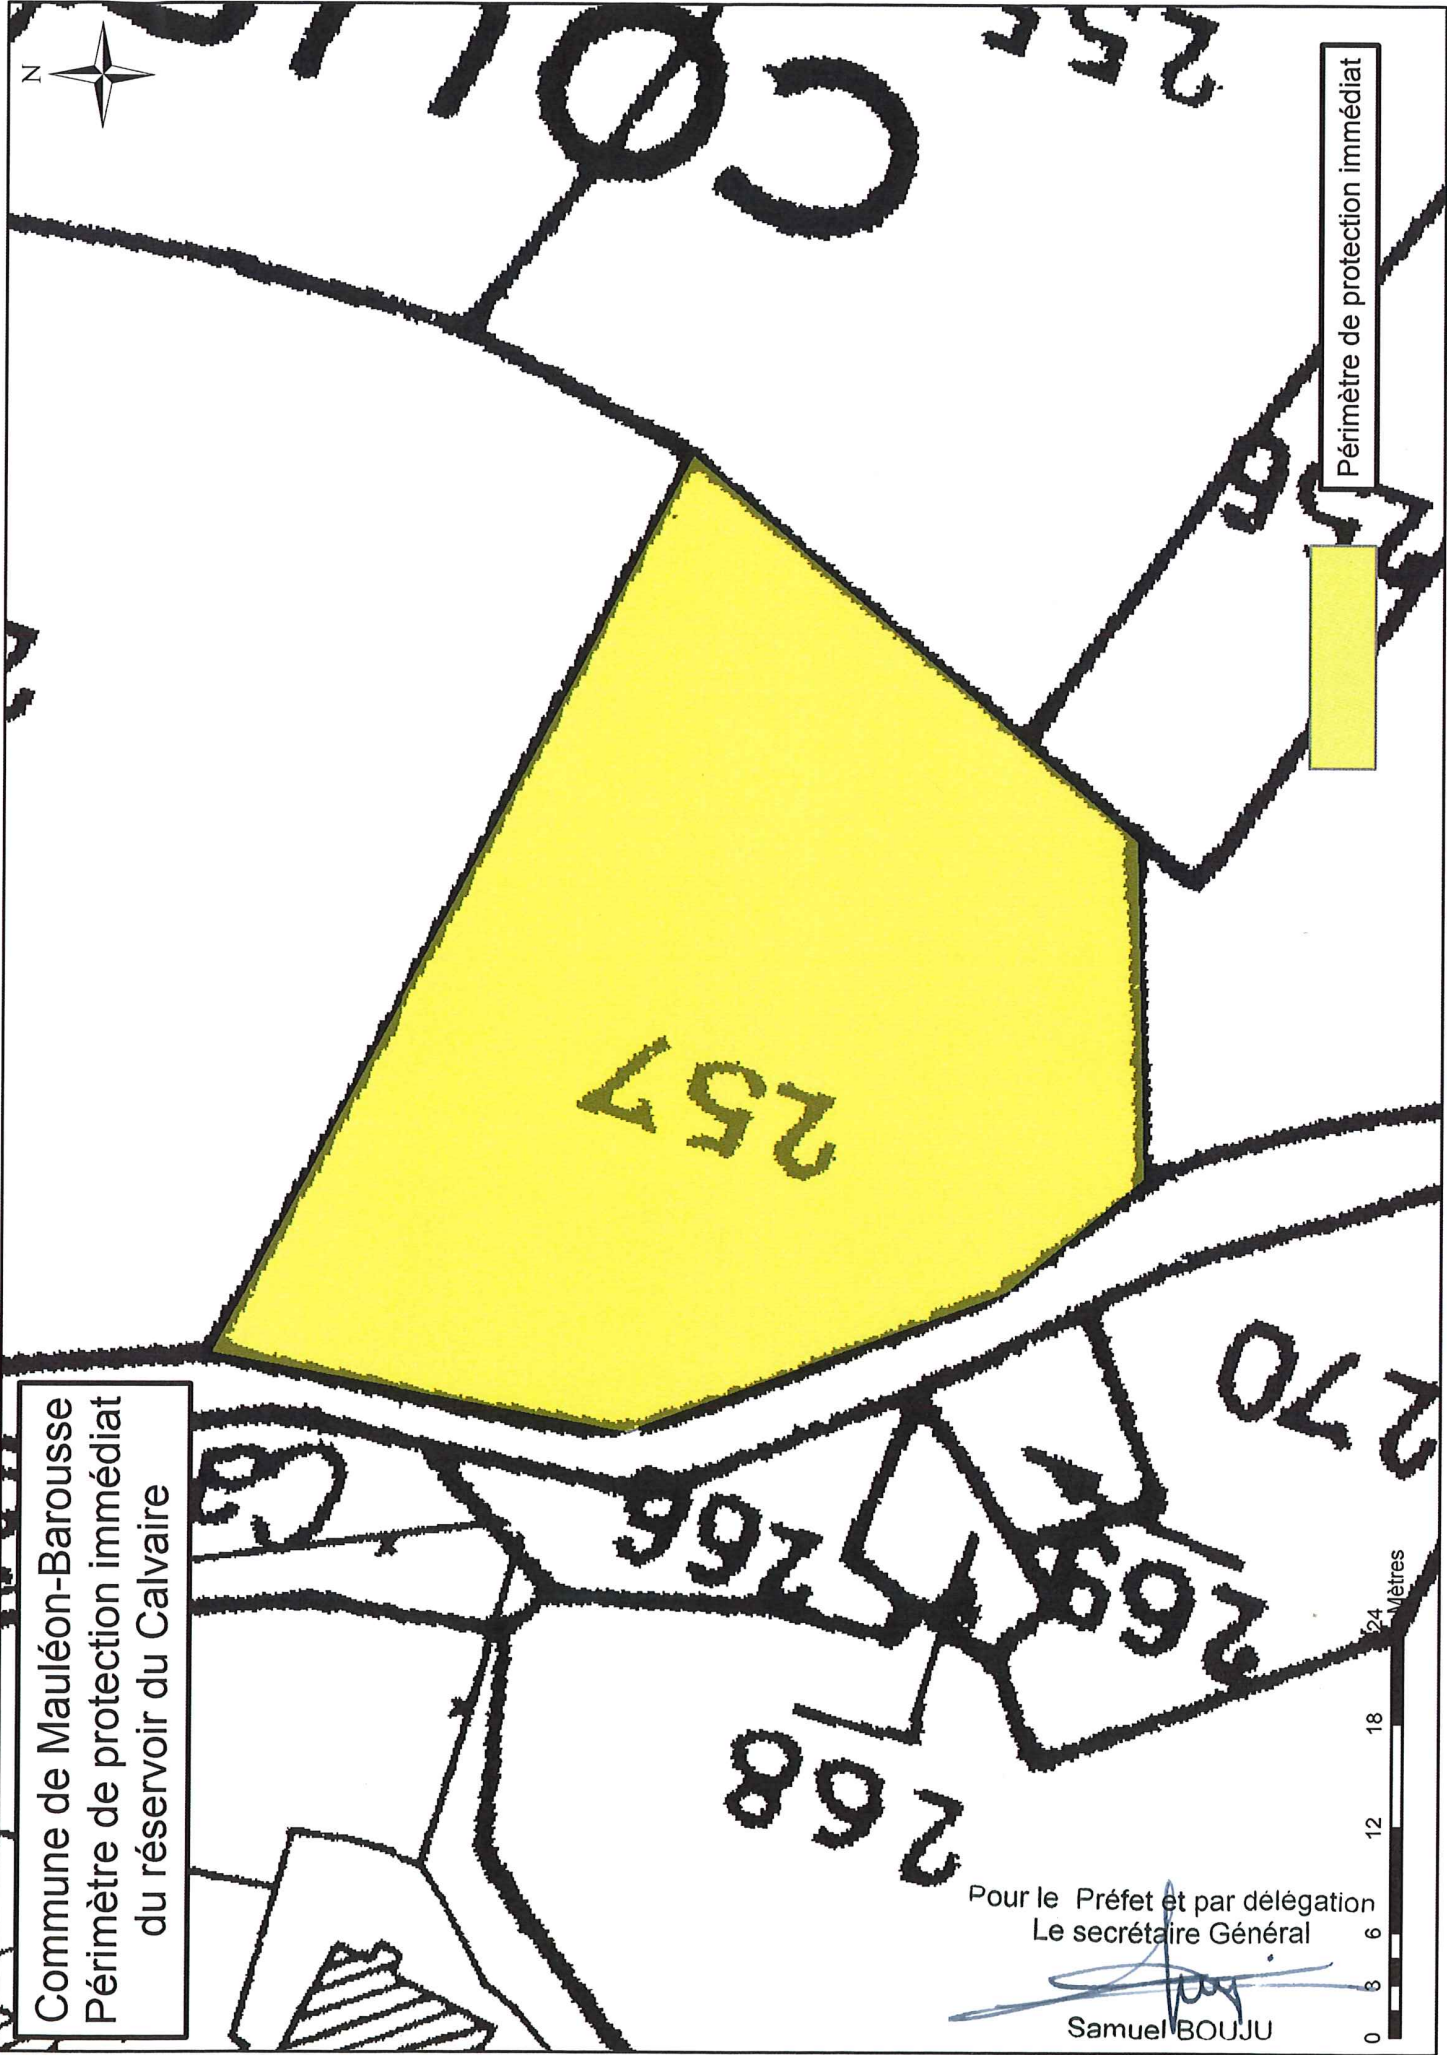 Commune de Mauléon-Barousse
Périmètre de protection immédiat
du réservoir du Calvaire
N
255
257
266
268
269
270
Périmètre de protection immédiat
0 3 6 12 18 24
Mètres
Pour le Préfet et par délégation
Le secrétaire Général
Samuel BOUJU